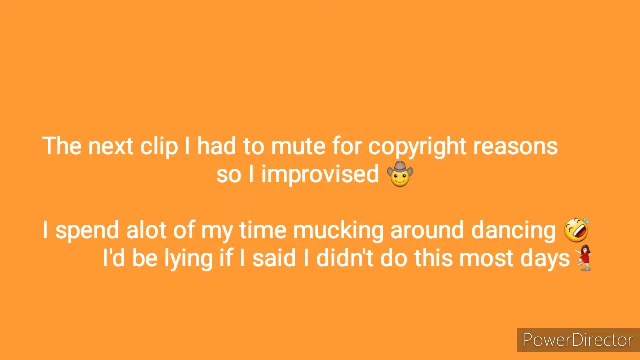 The next clip I had to mute for copyright reasons
so I improvised 🤠
I spend alot of my time mucking around dancing 🤣
I'd be lying if I said I didn't do this most days 💃
PowerDirector